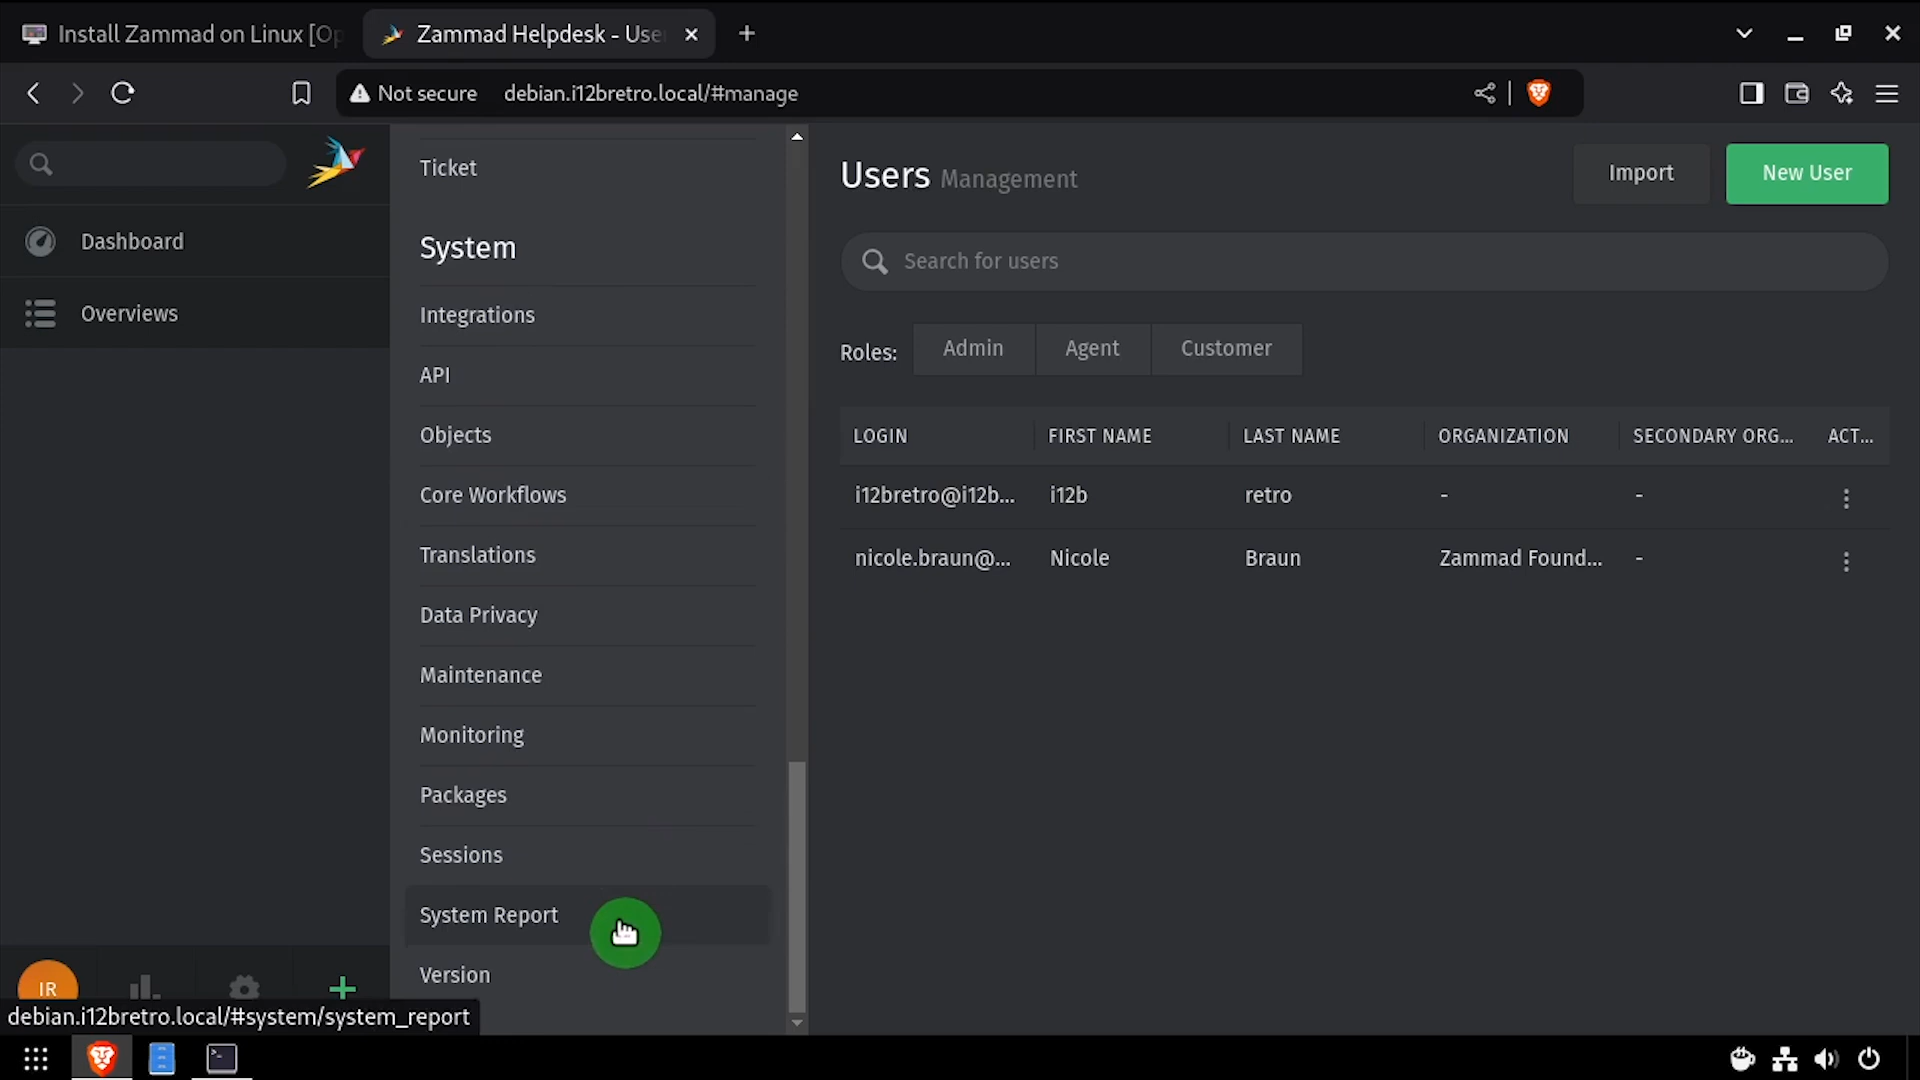 Install Zammad on Linux [Op
Zammad Helpdesk - Use
Not secure
debian.i12bretro.local/#manage
Dashboard
Overviews
IR
debian.i12bretro.local/#system/system_report
Ticket
System
Integrations
API
Objects
Core Workflows
Translations
Data Privacy
Maintenance
Monitoring
Packages
Sessions
System Report
Version
Users Management
Import
New User
Search for users
Roles: Admin Agent Customer
LOGIN FIRST NAME LAST NAME ORGANIZATION SECONDARY ORG... ACT...
i12bretro@i12b... i12b retro - -
nicole.braun@... Nicole Braun Zammad Found... -